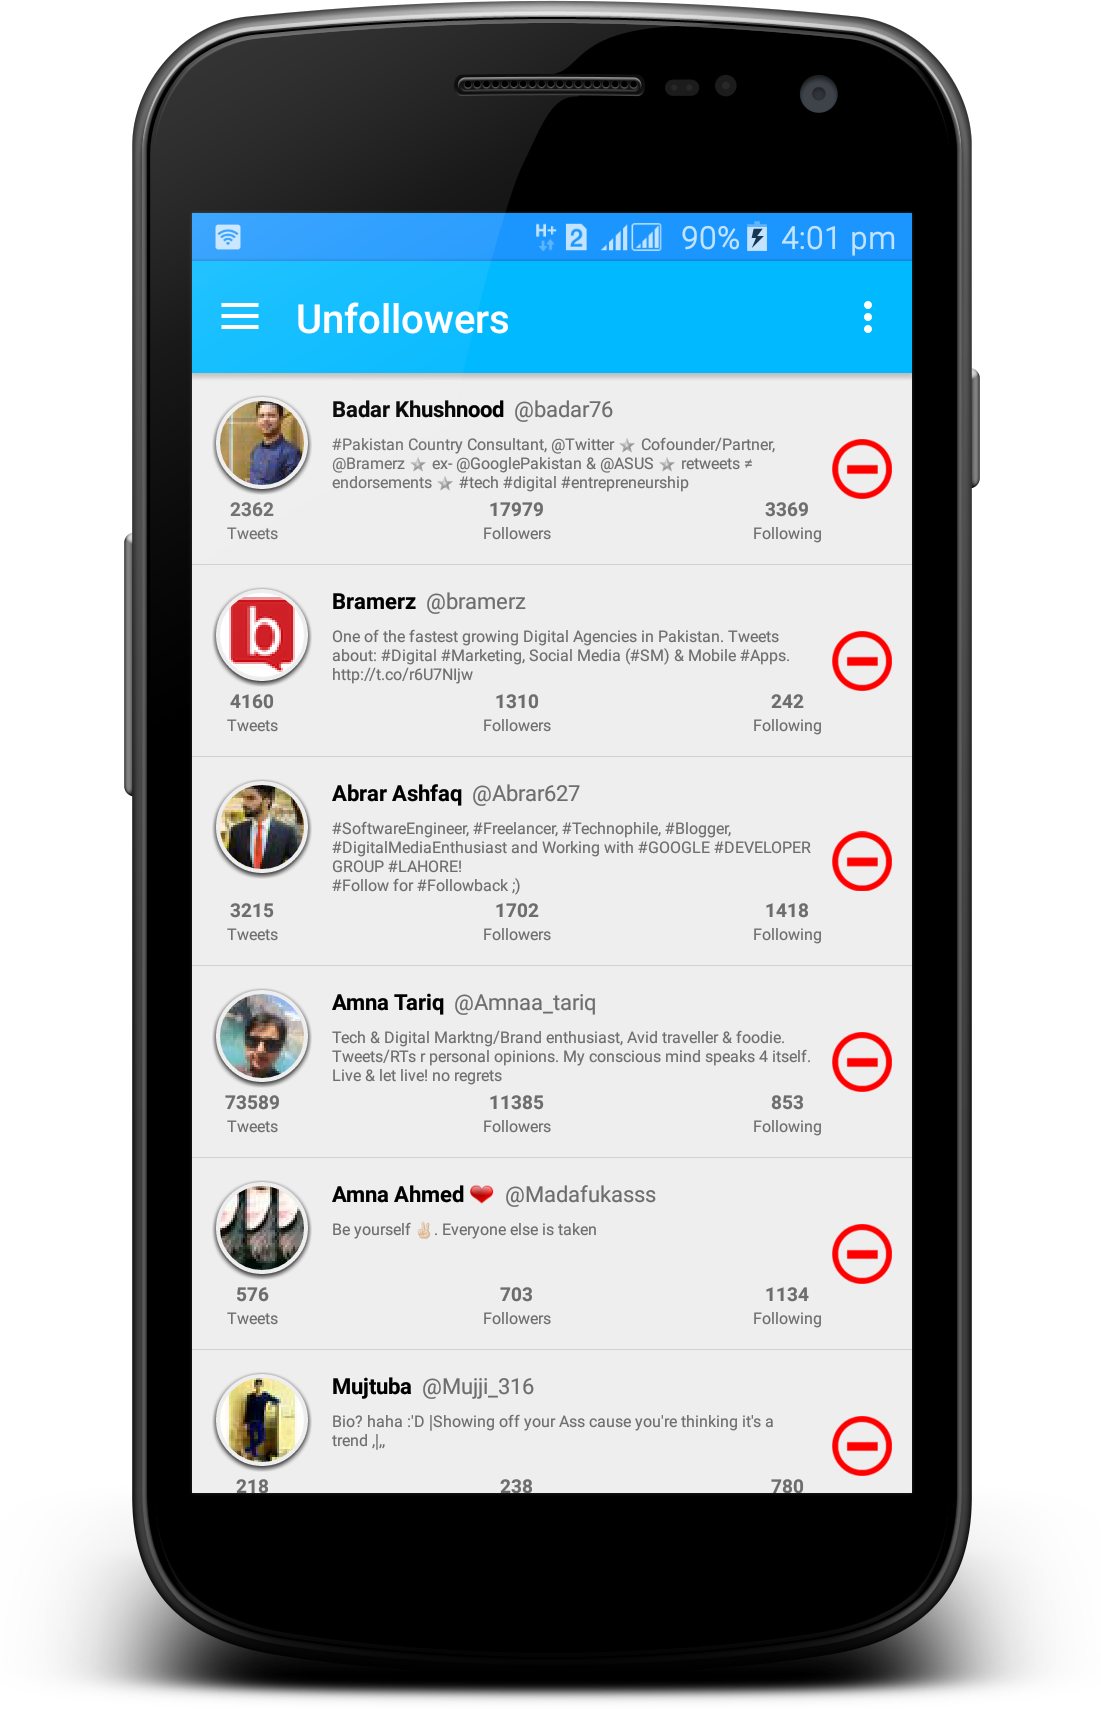 H+ 2 90% 4:01 pm
Unfollowers
Badar Khushnood @badar76
#Pakistan Country Consultant, @Twitter ⭐ Cofounder/Partner,
@Bramerz ⭐ ex- @GooglePakistan & @ASUS ⭐ retweets ≠
endorsements ⭐ #tech #digital #entrepreneurship
2362 17979 3369
Tweets Followers Following
b
Bramerz @bramerz
One of the fastest growing Digital Agencies in Pakistan. Tweets
about: #Digital #Marketing, Social Media (#SM) & Mobile #Apps.
http://t.co/r6U7Nljw
4160 1310 242
Tweets Followers Following
Abrar Ashfaq @Abrar627
#SoftwareEngineer, #Freelancer, #Technophile, #Blogger,
#DigitalMediaEnthusiast and Working with #GOOGLE #DEVELOPER
GROUP #LAHORE!
#Follow for #Followback ;)
3215 1702 1418
Tweets Followers Following
Amna Tariq @Amnaa_tariq
Tech & Digital Marktng/Brand enthusiast, Avid traveller & foodie.
Tweets/RTs r personal opinions. My conscious mind speaks 4 itself.
Live & let live! no regrets
73589 11385 853
Tweets Followers Following
Amna Ahmed ❤ @Madafukasss
Be yourself ✌. Everyone else is taken
576 703 1134
Tweets Followers Following
Mujtuba @Mujji_316
Bio? haha :'D |Showing off your Ass cause you're thinking it's a
trend ,|,,
218 238 780